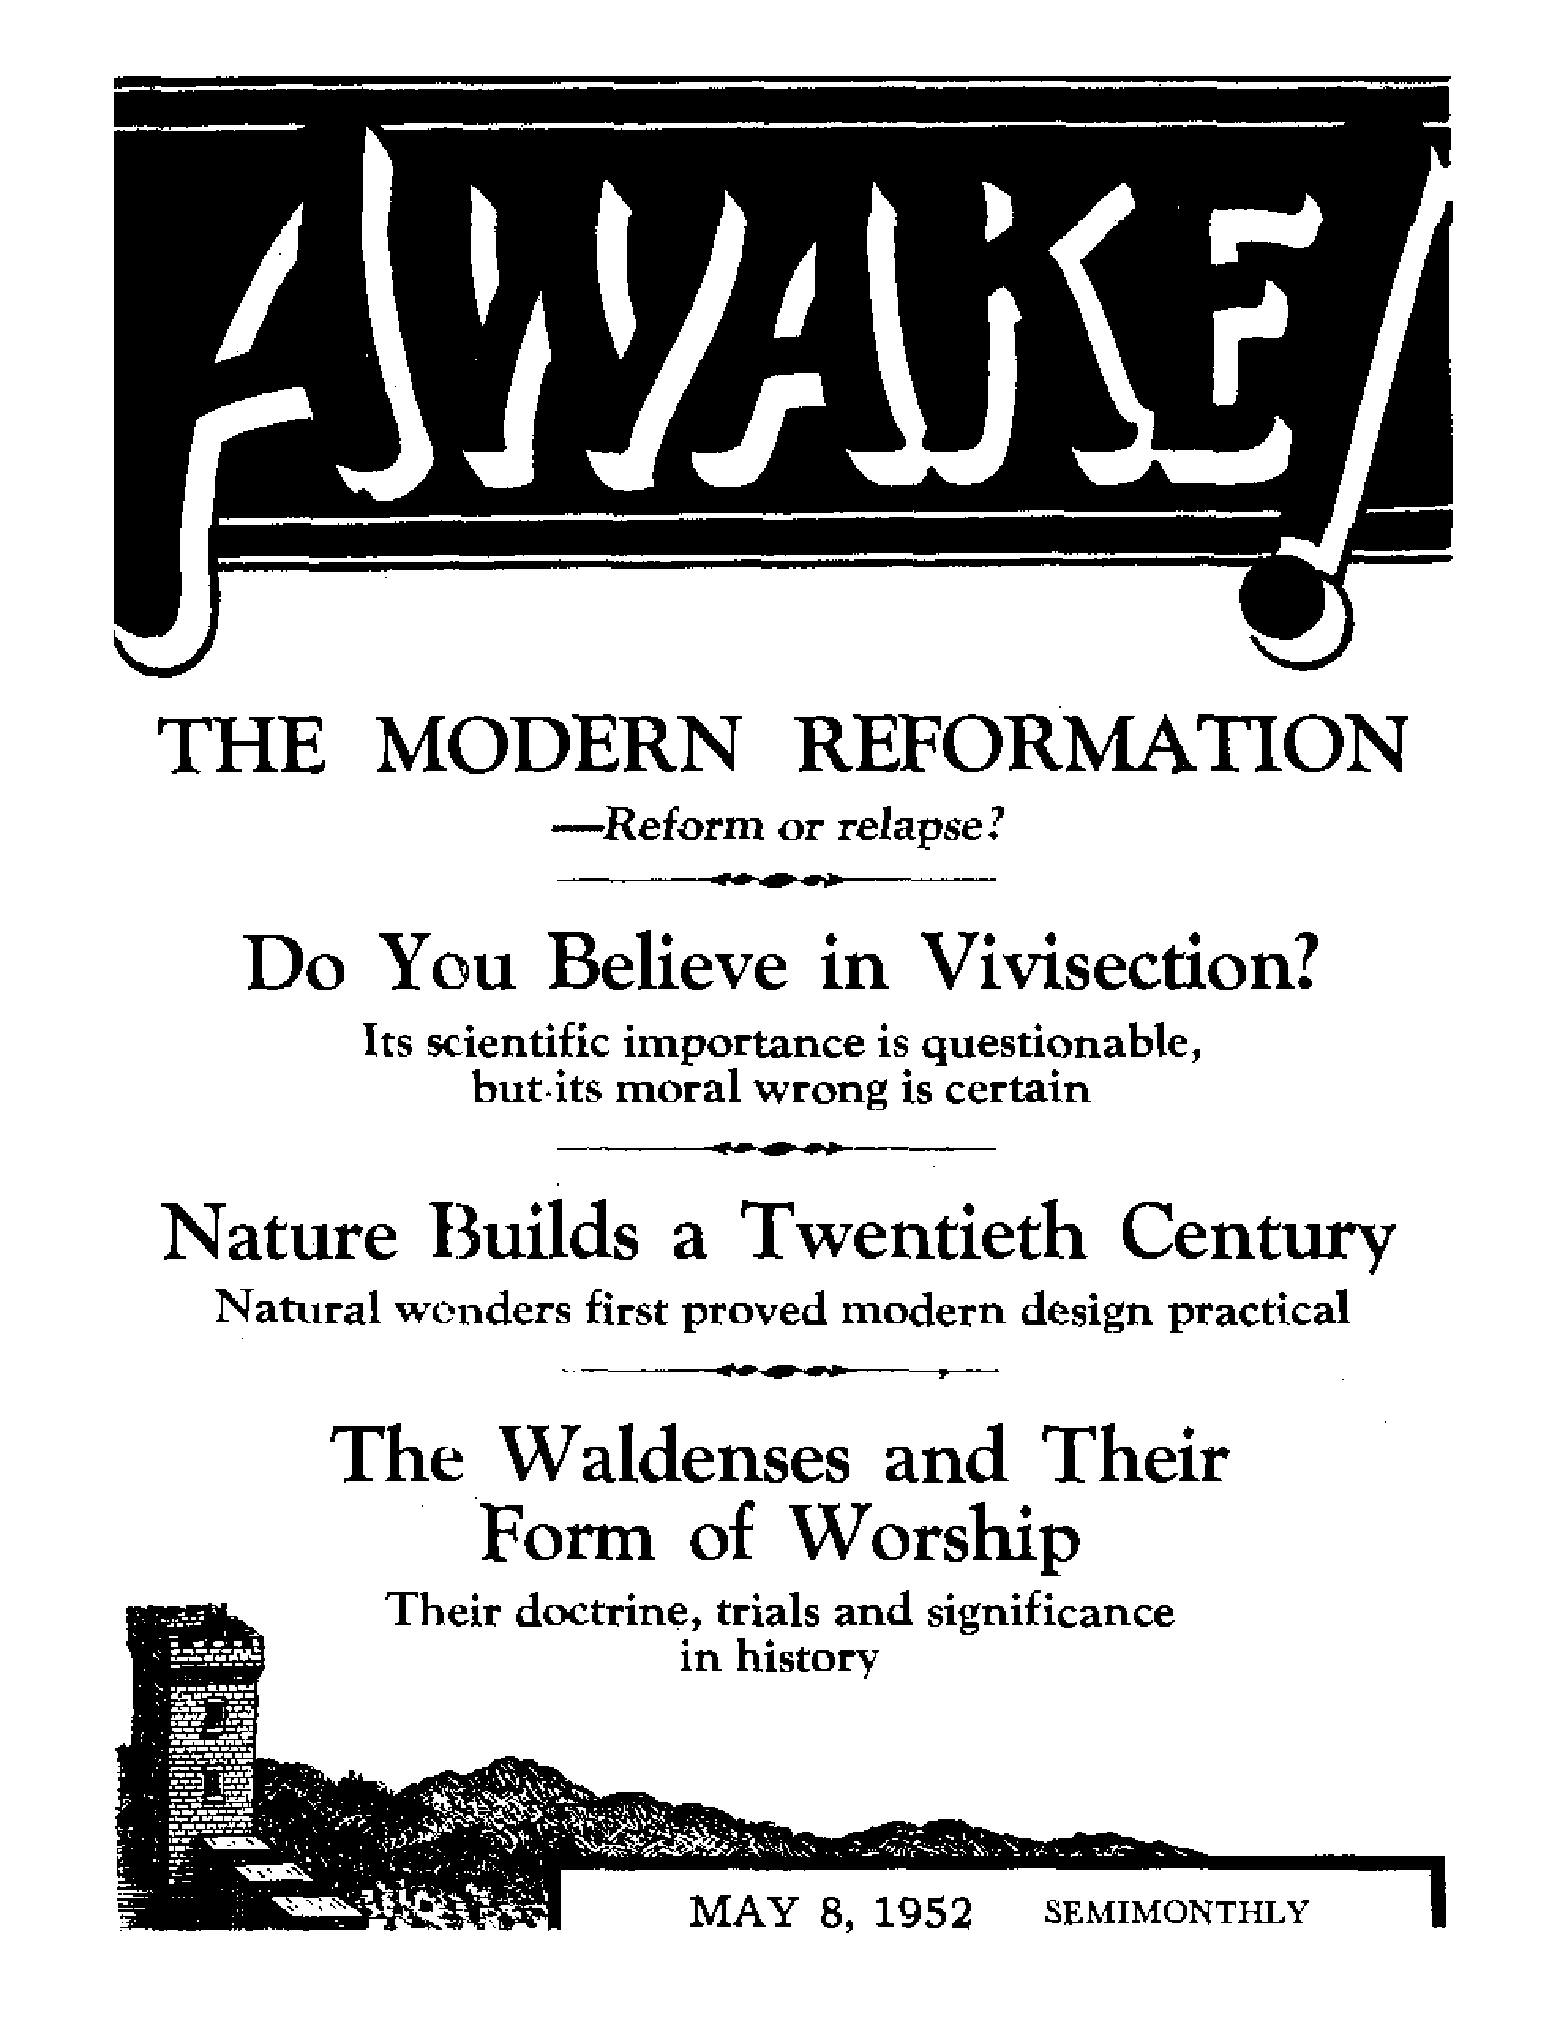 AWAKE!
THE MODERN REFORMATION
—Reform or relapse?
Do You Believe in Vivisection?
Its scientific importance is questionable,
but its moral wrong is certain
Nature Builds a Twentieth Century
Natural wonders first proved modern design practical
The Waldenses and Their
Form of Worship
Their doctrine, trials and significance
in history
MAY 8, 1952 SEMIMONTHLY